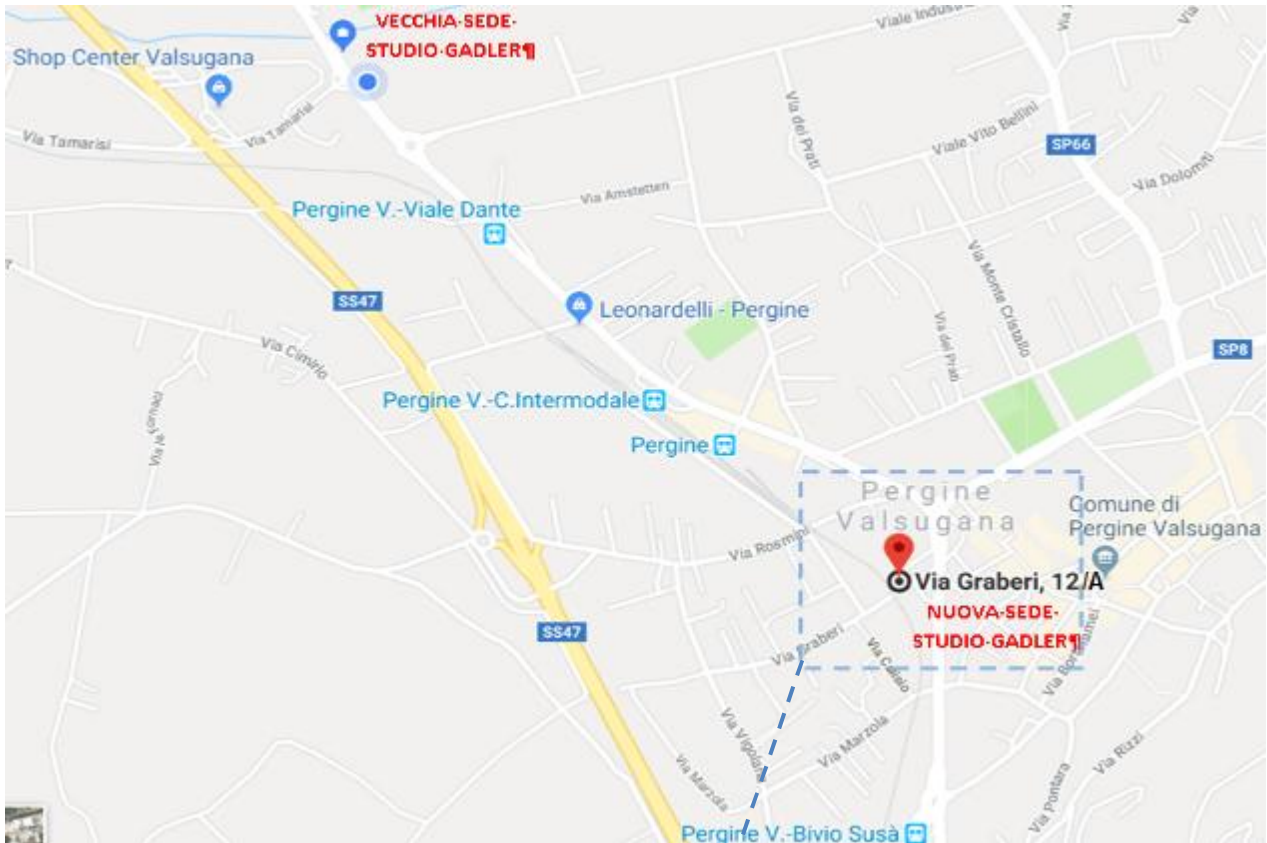 VECCHIA-SEDE-
STUDIO-GADLER¶
Viale Indus
Via
Shop Center Valsugana
Via Tamarisi
Via Tamarisi
Via dei Prati
Viale Vito Bellini
SP66
Via Dolomiti
Via Amstetten
Pergine V.-Viale Dante
Via Monte Cristallo
SS47
Leonardelli - Pergine
Via dei Prati
Via Cimirlo
SP8
Pergine V.-C.Intermodale
Via le Fornaci
Pergine
Pergine
Valsugana
Comune di
Pergine Valsugana
Via Rosmini
Via Graberi, 12/A
NUOVA-SEDE-
STUDIO-GADLER¶
SS47
Via Graberi
Via Caisio
Via Vigolana
Via Marzola
Via Marzola
Via Rizzi
Via Pontara
Pergine V.-Bivio Susà